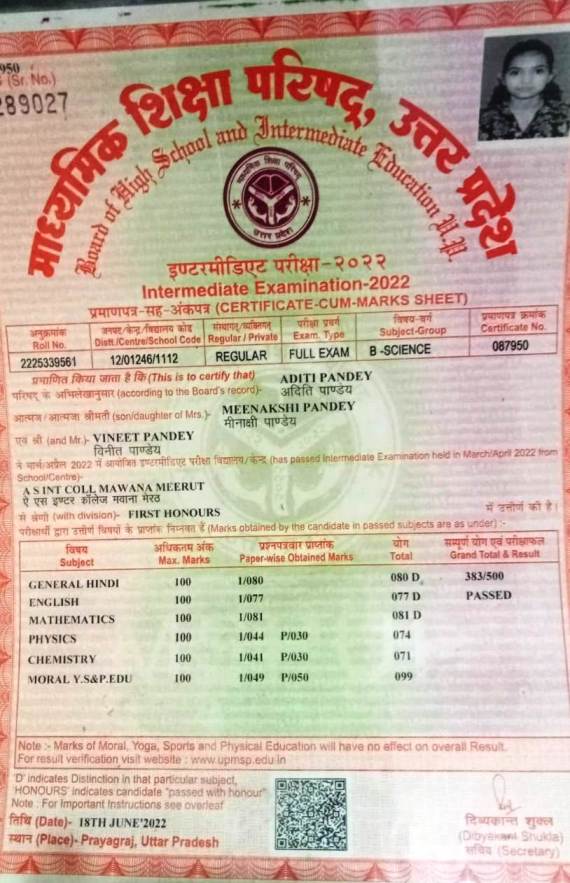 950
(Sr. No.)
289027
माध्यमिक शिक्षा परिषद्, उत्तर प्रदेश
Board of High School and Intermediate Education U.P.
माध्यमिक शिक्षा परिषद
उत्तर प्रदेश
इण्टरमीडिएट परीक्षा-२०२२
Intermediate Examination-2022
प्रमाणपत्र-सह-अंकपत्र (CERTIFICATE-CUM-MARKS SHEET)
अनुक्रमांक जनपद/केन्द्र/विद्यालय कोड संस्थागत/व्यक्तिगत परीक्षा प्रवर्ग विषय-वर्ग प्रमाणपत्र क्रमांक
Roll No. Distt./Centre/School Code Regular / Private Exam. Type Subject-Group Certificate No.
2225339561 12/01246/1112 REGULAR FULL EXAM B -SCIENCE 087950
प्रमाणित किया जाता है कि (This is to certify that) ADITI PANDEY
परिषद् के अभिलेखानुसार (according to the Board's record)- अदिति पाण्डेय
आत्मज/आत्मजा श्रीमती (son/daughter of Mrs.)- MEENAKSHI PANDEY
मीनाक्षी पाण्डेय
एवं श्री (and Mr.)- VINEET PANDEY
विनीत पाण्डेय
ने मार्च/अप्रैल 2022 में आयोजित इण्टरमीडिएट परीक्षा विद्यालय/केन्द्र (has passed Intermediate Examination held in March/April 2022 from
School/Centre)-
A S INT COLL MAWANA MEERUT
ऐ एस इण्टर कॉलेज मवाना मेरठ
से श्रेणी (with division)- FIRST HONOURS में उत्तीर्ण की है।
परीक्षार्थी द्वारा उत्तीर्ण विषयों के प्राप्तांक निम्नवत हैं (Marks obtained by the candidate in passed subjects are as under) :-
विषय अधिकतम अंक प्रश्नपत्रवार प्राप्तांक योग सम्पूर्ण योग एवं परीक्षाफल
Subject Max. Marks Paper-wise Obtained Marks Total Grand Total & Result
GENERAL HINDI 100 1/080 080 D 383/500
ENGLISH 100 1/077 077 D PASSED
MATHEMATICS 100 1/081 081 D
PHYSICS 100 1/044 P/030 074
CHEMISTRY 100 1/041 P/030 071
MORAL Y.S&P.EDU 100 1/049 P/050 099
Note :- Marks of Moral, Yoga, Sports and Physical Education will have no effect on overall Result.
For result verification visit website : www.upmsp.edu.in
'D' indicates Distinction in that particular subject,
HONOURS' indicates candidate "passed with honour"
Note : For Important Instructions see overleaf
तिथि (Date)- 18TH JUNE'2022
स्थान (Place)- Prayagraj, Uttar Pradesh
दिब्यकान्त शुक्ल
(Dibyakant Shukla)
सचिव (Secretary)